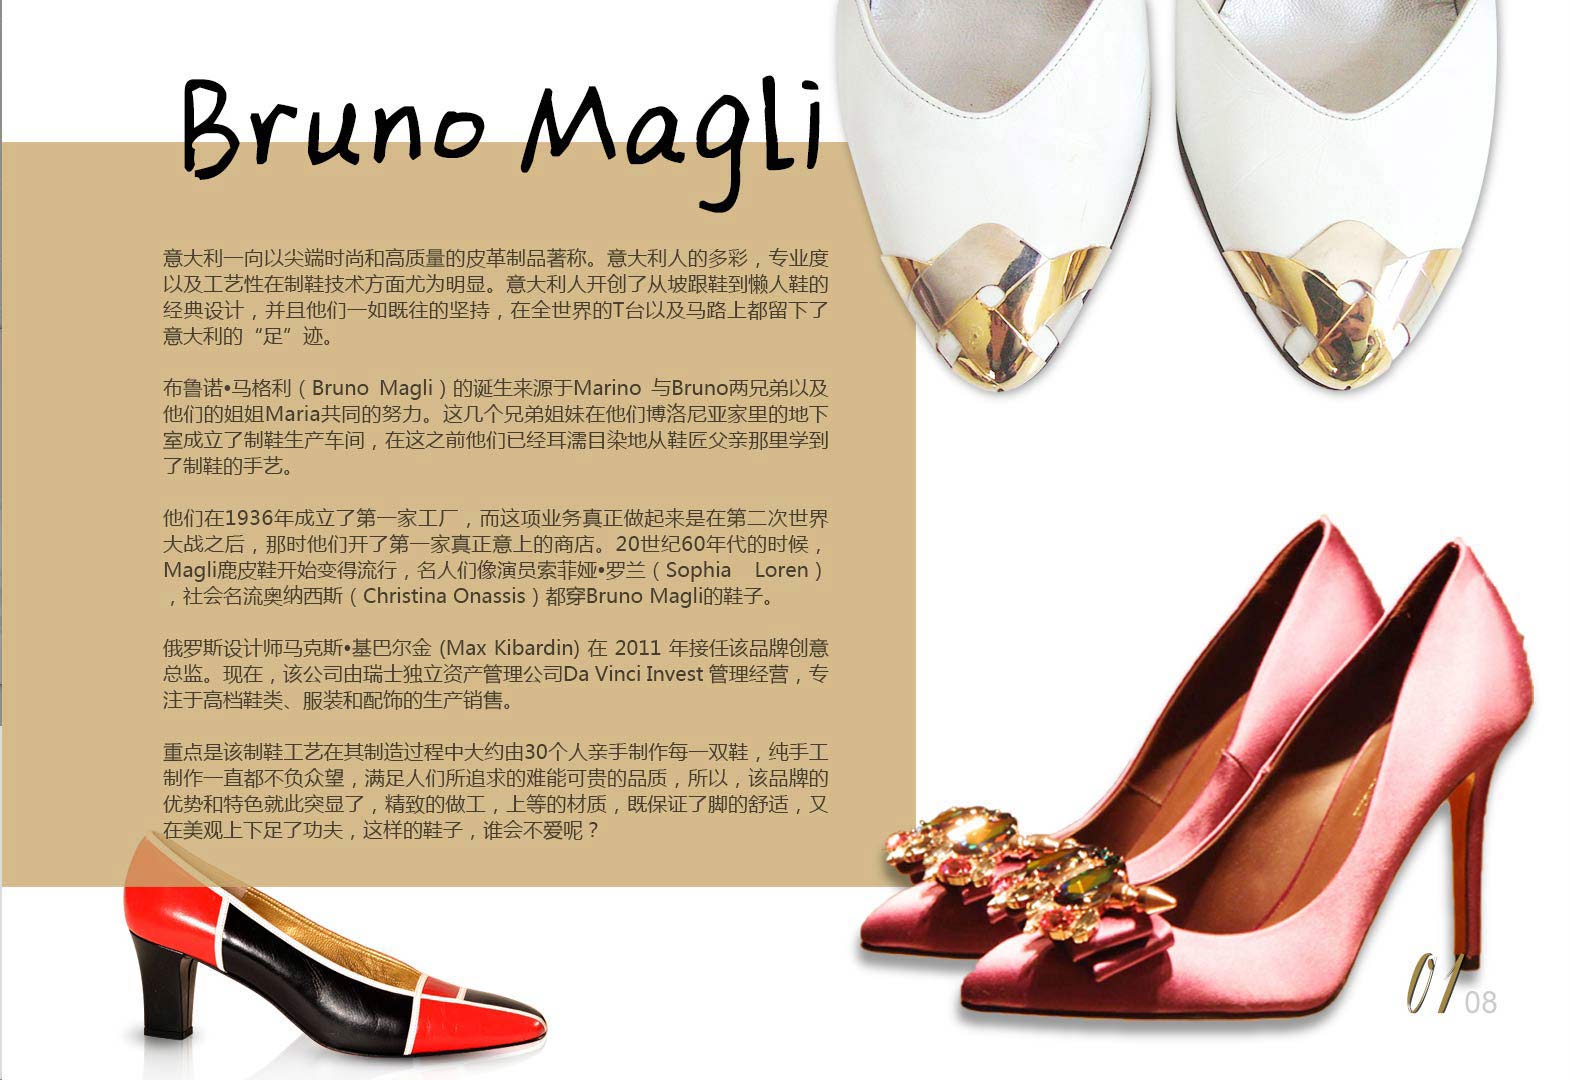 Bruno Magli
意大利一向以尖端时尚和高质量的皮革制品著称。意大利人的多彩，专业度
以及工艺性在制鞋技术方面尤为明显。意大利人开创了从坡跟鞋到懒人鞋的
经典设计，并且他们一如既往的坚持，在全世界的T台以及马路上都留下了
意大利的“足”迹。
布鲁诺•马格利（Bruno Magli）的诞生来源于Marino 与Bruno两兄弟以及
他们的姐姐Maria共同的努力。这几个兄弟姐妹在他们博洛尼亚家里的地下
室成立了制鞋生产车间，在这之前他们已经耳濡目染地从鞋匠父亲那里学到
了制鞋的手艺。
他们在1936年成立了第一家工厂，而这项业务真正做起来是在第二次世界
大战之后，那时他们开了第一家真正意上的商店。20世纪60年代的时候，
Magli鹿皮鞋开始变得流行，名人们像演员索菲娅•罗兰（Sophia Loren）
，社会名流奥纳西斯（Christina Onassis）都穿Bruno Magli的鞋子。
俄罗斯设计师马克斯•基巴尔金 (Max Kibardin) 在 2011 年接任该品牌创意
总监。现在，该公司由瑞士独立资产管理公司Da Vinci Invest 管理经营，专
注于高档鞋类、服装和配饰的生产销售。
重点是该制鞋工艺在其制造过程中大约由30个人亲手制作每一双鞋，纯手工
制作一直都不负众望，满足人们所追求的难能可贵的品质，所以，该品牌的
优势和特色就此突显了，精致的做工，上等的材质，既保证了脚的舒适，又
在美观上下足了功夫，这样的鞋子，谁会不爱呢？
01 08